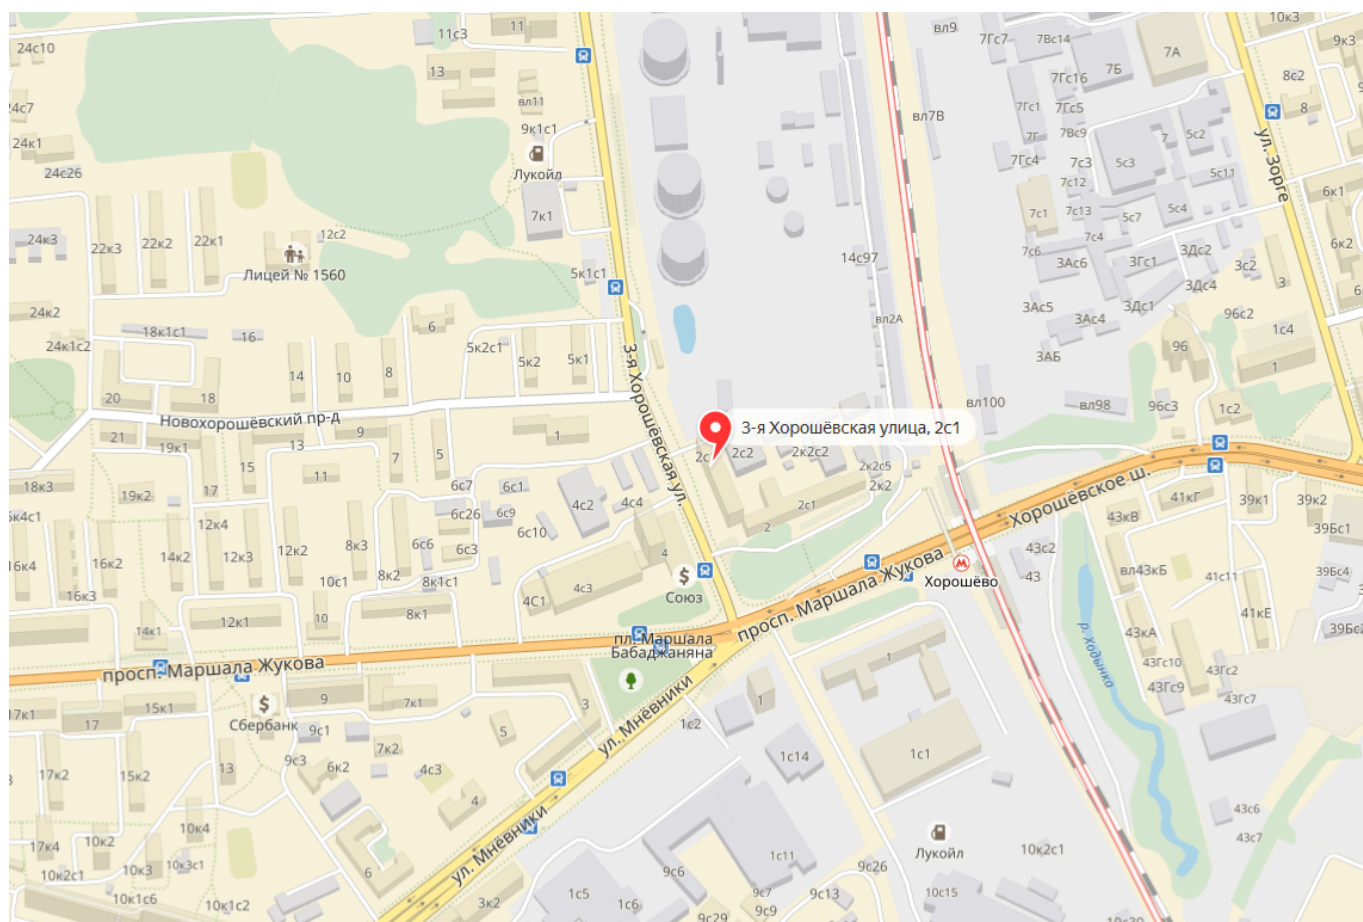 24с10
11с3
11
13
вл11
9к1с1
Лукойл
24к1
24с26
7к1
24к3
22к3
22к2
22к1
12с2
Лицей № 1560
5к1с1
24к2
18к1с1
16
24к1с2
6
5к2с1
5к2
5к1
14
10
8
20
18
Новохорошёвский пр-д
3-я Хорошёвская ул.
вл9
7Гс7
7Вс14
7А
7Б
7Гс16
7Гс1
7Гс5
вл7В
7Г
7Вс9
7Гс4
7с3
7с12
7с13
7с1
7с6
7с4
5с3
7
5с2
5с11
5с4
5с7
10к3
9к3
8с2
8
ул. Зорге
6к1
6к2
3Дс2
3Гс1
3Ас6
3с2
3
3Дс4
3Дс1
3Ас5
3Ас4
96с2
1с4
1
3АБ
96
14с97
вл2А
вл100
вл98
96с3
1с2
3-я Хорошёвская улица, 2с1
2с2
2к2с2
2к2с5
2к2
2с1
2
21
19к1
13
9
7
5
1
11
17
18к3
19к2
6с7
6с1
6с26
6с9
6с10
6с6
6с3
4с2
4с4
4
4с3
4С1
12к4
16к4
16к2
14к2
12к3
12к2
8к3
8к2
10с1
8к1с1
16к3
10
12к1
8к1
14к1
Союз
Хорошёвское ш.
просп. Маршала Жукова
Хорошёво
пл. Маршала
Бабаджаняна
просп. Маршала Жукова
41кГ
39к1
39к2
43кВ
39Бс1
43с2
43
вл43кБ
41с11
39Бс4
41кЕ
43кА
р. Ходынка
43Гс10
43Гс2
43Гс9
43Гс7
17к1
17
15к1
9
7к1
Сбербанк
9с1
7к2
5
3
ул. Мнёвники
1с2
1
1
1с14
1с1
17к2
15к2
13
9с3
6к2
4с3
4
43с6
43с7
10к4
10к2
17к4
10к3с1
10к2с1
10к1с6
10к1с2
6
ул. Мнёвники
3к2
1с5
1с6
9с6
1с11
9с7
9с9
9с29
9с13
9с26
Лукойл
10к2с1
10с15